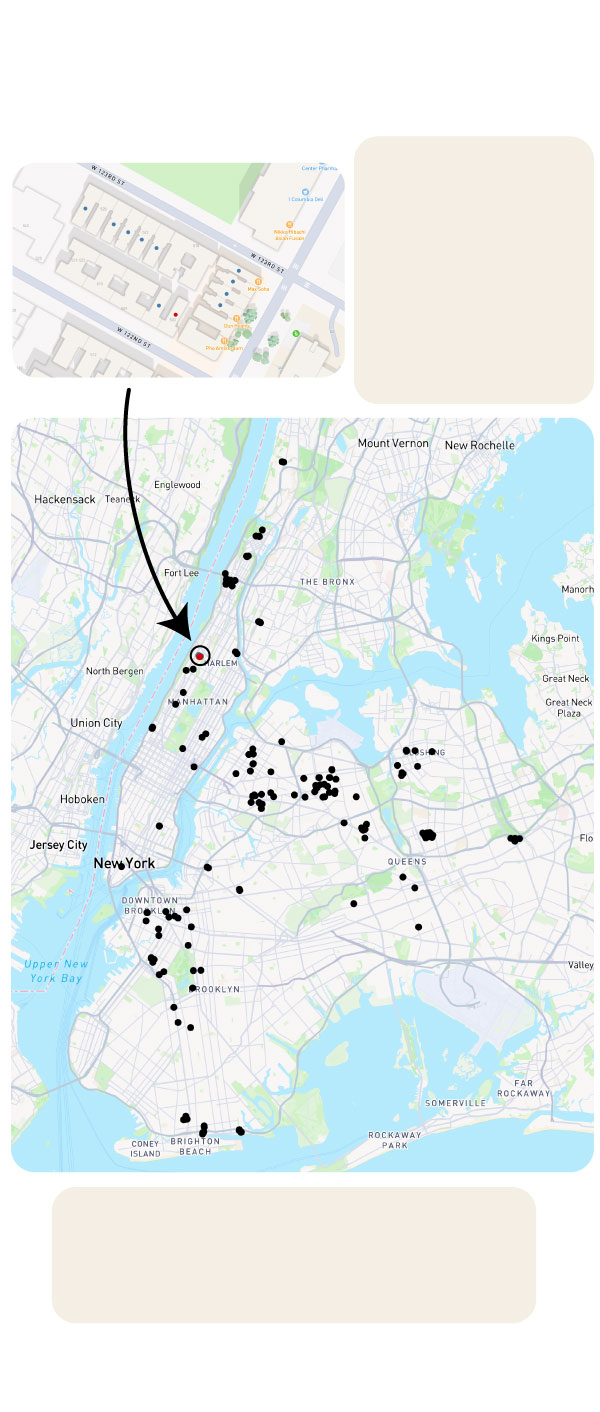 W 123RD ST
Center Pharma
1 Columbia Deli
Nikko Hibachi
Asian Fusion
W 123RD ST
Max Soha
W 122ND ST
Mount Vernon
New Rochelle
Englewood
Hackensack
Teaneck
Fort Lee
THE BRONX
Manorh
Kings Point
HARLEM
North Bergen
Great Neck
MANHATTAN
Great Neck
Plaza
Union City
FLUSHING
Hoboken
Flo
Jersey City
New York
QUEENS
DOWNTOWN
BROOKLYN
Upper New
York Bay
Valley
BROOKLYN
FAR
ROCKAWAY
SOMERVILLE
ROCKAWAY
PARK
CONEY
ISLAND
BRIGHTON
BEACH